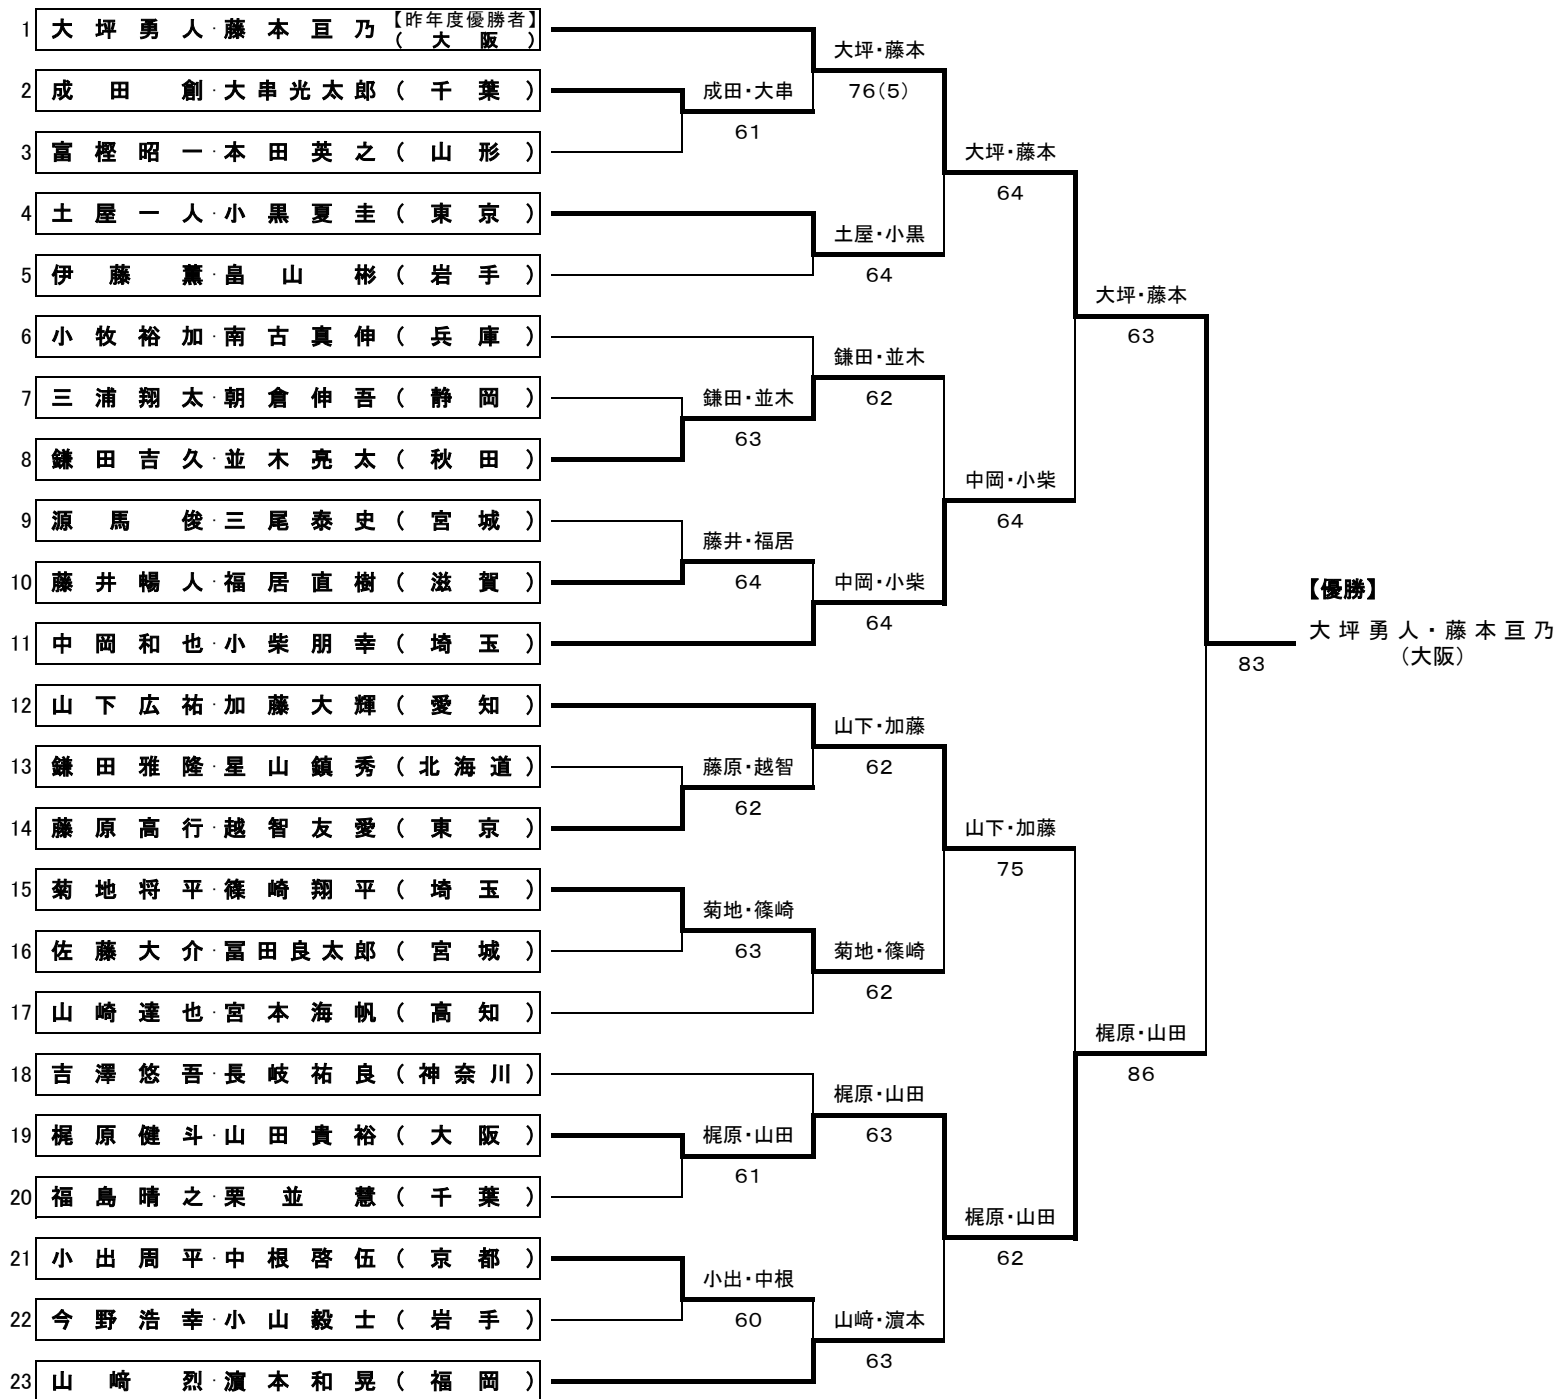 1 大坪勇人・藤本亘乃 【昨年度優勝者】
(大阪)
2 成田創・大串光太郎 (千葉)
3 富樫昭一・本田英之 (山形)
4 土屋一人・小黒夏圭 (東京)
5 伊藤薫・畠山彬 (岩手)
6 小牧裕加・南古真伸 (兵庫)
7 三浦翔太・朝倉伸吾 (静岡)
8 鎌田吉久・並木亮太 (秋田)
9 源馬俊・三尾泰史 (宮城)
10 藤井暢人・福居直樹 (滋賀)
11 中岡和也・小柴朋幸 (埼玉)
12 山下広祐・加藤大輝 (愛知)
13 鎌田雅隆・星山鎮秀 (北海道)
14 藤原高行・越智友愛 (東京)
15 菊地将平・篠崎翔平 (埼玉)
16 佐藤大介・冨田良太郎 (宮城)
17 山崎達也・宮本海帆 (高知)
18 吉澤悠吾・長岐祐良 (神奈川)
19 梶原健斗・山田貴裕 (大阪)
20 福島晴之・栗並慧 (千葉)
21 小出周平・中根啓伍 (京都)
22 今野浩幸・小山毅士 (岩手)
23 山﨑烈・濵本和晃 (福岡)
成田・大串
61
鎌田・並木
63
藤井・福居
64
藤原・越智
62
菊地・篠崎
63
梶原・山田
61
小出・中根
60
大坪・藤本
76(5)
土屋・小黒
64
鎌田・並木
62
中岡・小柴
64
山下・加藤
62
菊地・篠崎
62
梶原・山田
63
山﨑・濵本
63
大坪・藤本
64
中岡・小柴
64
山下・加藤
75
梶原・山田
62
大坪・藤本
63
梶原・山田
86
83
【優勝】
大坪勇人・藤本亘乃
(大阪)